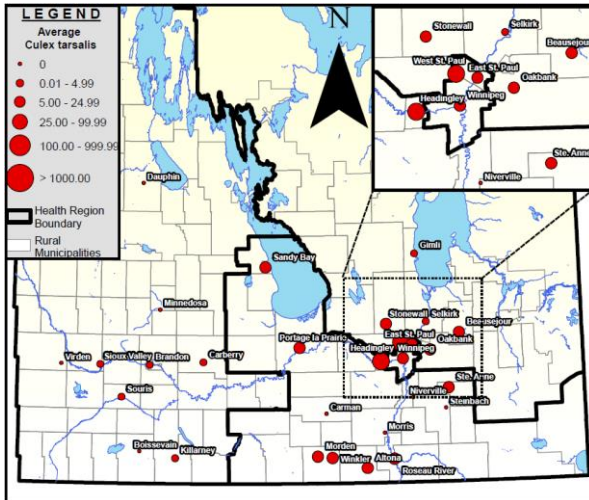 LEGEND
Average
Culex tarsalis
0
0.01 - 4.99
5.00 - 24.99
25.00 - 99.99
100.00 - 999.99
> 1000.00
Health Region
Boundary
Rural
Municipalities
N
Stonewall
Selkirk
Beausejour
West St. Paul
East St. Paul
Oakbank
Headingley
Winnipeg
Ste. Anne
Niverville
Dauphin
Gimli
Sandy Bay
Minnedosa
Stonewall
Selkirk
Beausejour
East St. Paul
Oakbank
Portage la Prairie
Headingley
Winnipeg
Virden
Sioux Valley
Brandon
Carberry
Ste. Anne
Niverville
Steinbach
Souris
Carman
Morris
Boissevain
Killarney
Morden
Winkler
Altona
Roseau River